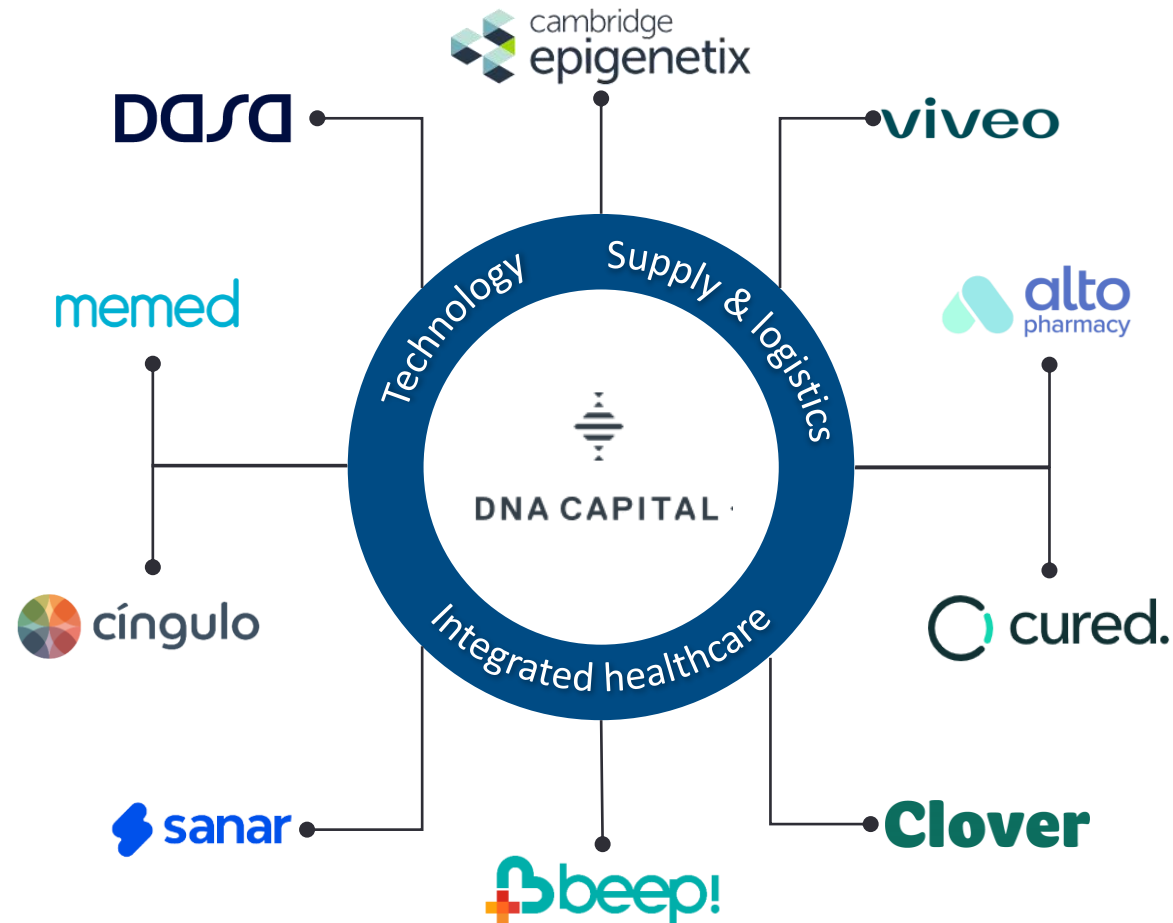 cambridge
epigenetix
Dasa
viveo
Technology
Supply & logistics
memed
alto
pharmacy
DNA CAPITAL
cíngulo
cured.
Integrated healthcare
sanar
Clover
beep!